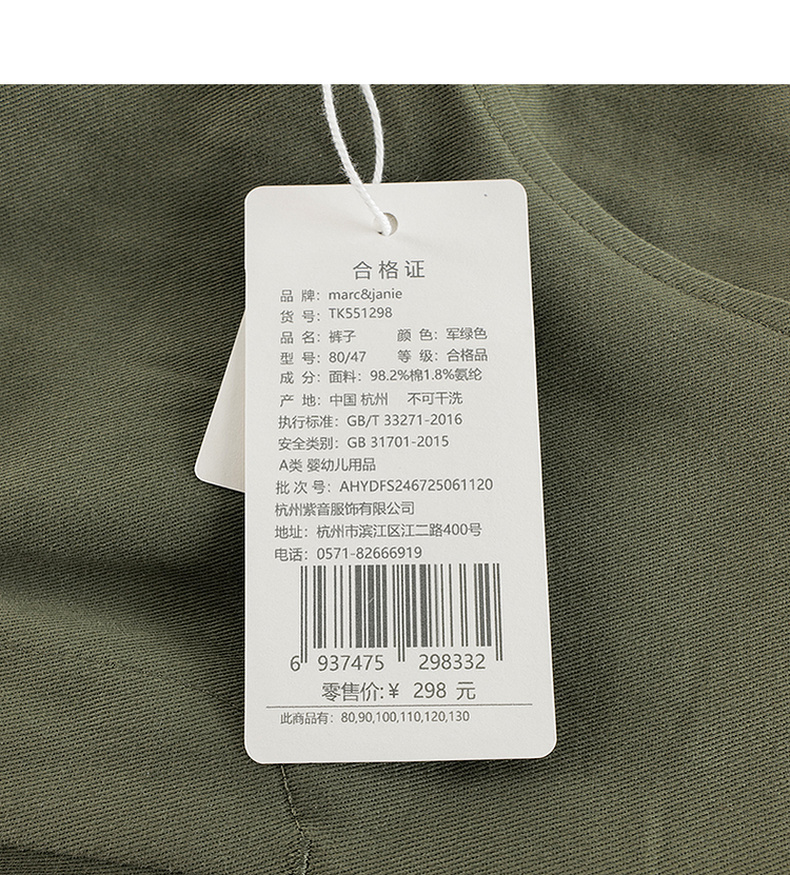 合格证
品 牌：marc&janie
货 号：TK551298
品 名：裤子 颜 色：军绿色
型 号：80/47 等 级：合格品
成 分：面料：98.2%棉1.8%氨纶
产 地：中国 杭州 不可干洗
执行标准：GB/T 33271-2016
安全类别：GB 31701-2015
A类 婴幼儿用品
批 次 号：AHYDFS246725061120
杭州紫音服饰有限公司
地址：杭州市滨江区江二路400号
电话：0571-82666919
6 937475 298332
零售价:￥ 298 元
此商品有：80,90,100,110,120,130